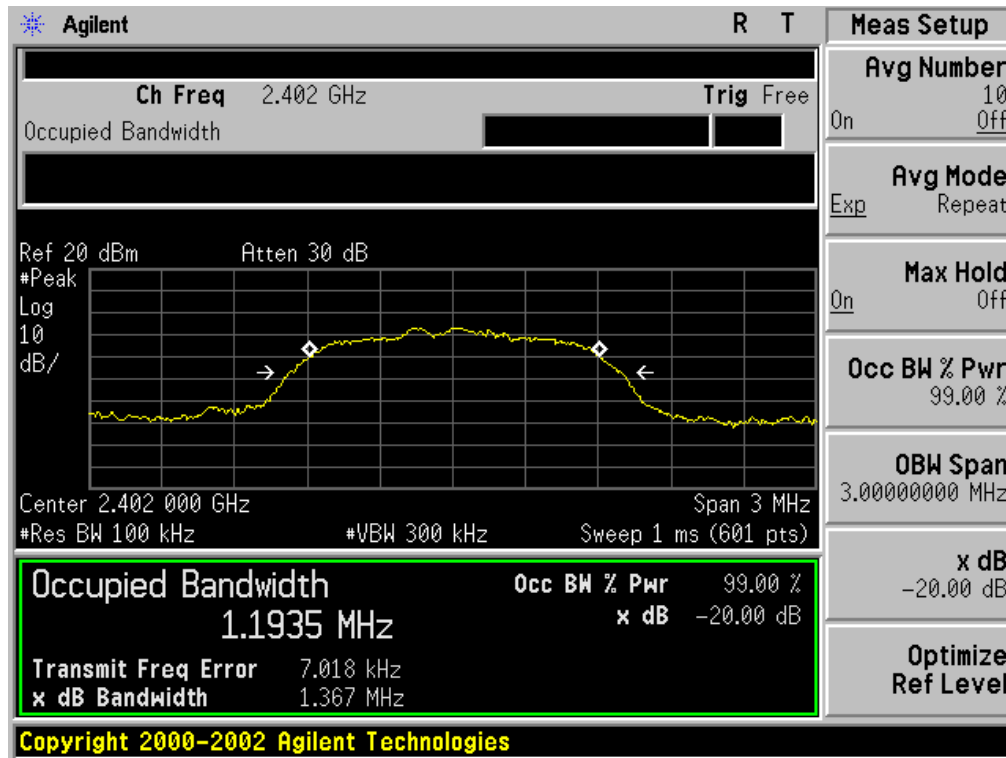 Agilent R T
Ch Freq 2.402 GHz Trig Free
Occupied Bandwidth
Ref 20 dBm Atten 30 dB
#Peak
Log
10
dB/
Center 2.402 000 GHz Span 3 MHz
#Res BW 100 kHz #VBW 300 kHz Sweep 1 ms (601 pts)
Occupied Bandwidth
1.1935 MHz
Occ BW % Pwr 99.00 %
x dB -20.00 dB
Transmit Freq Error 7.018 kHz
x dB Bandwidth 1.367 MHz
Copyright 2000-2002 Agilent Technologies
Meas Setup
Avg Number
10
On Off
Avg Mode
Exp Repeat
Max Hold
On Off
Occ BW % Pwr
99.00 %
OBW Span
3.00000000 MHz
x dB
-20.00 dB
Optimize
Ref Level